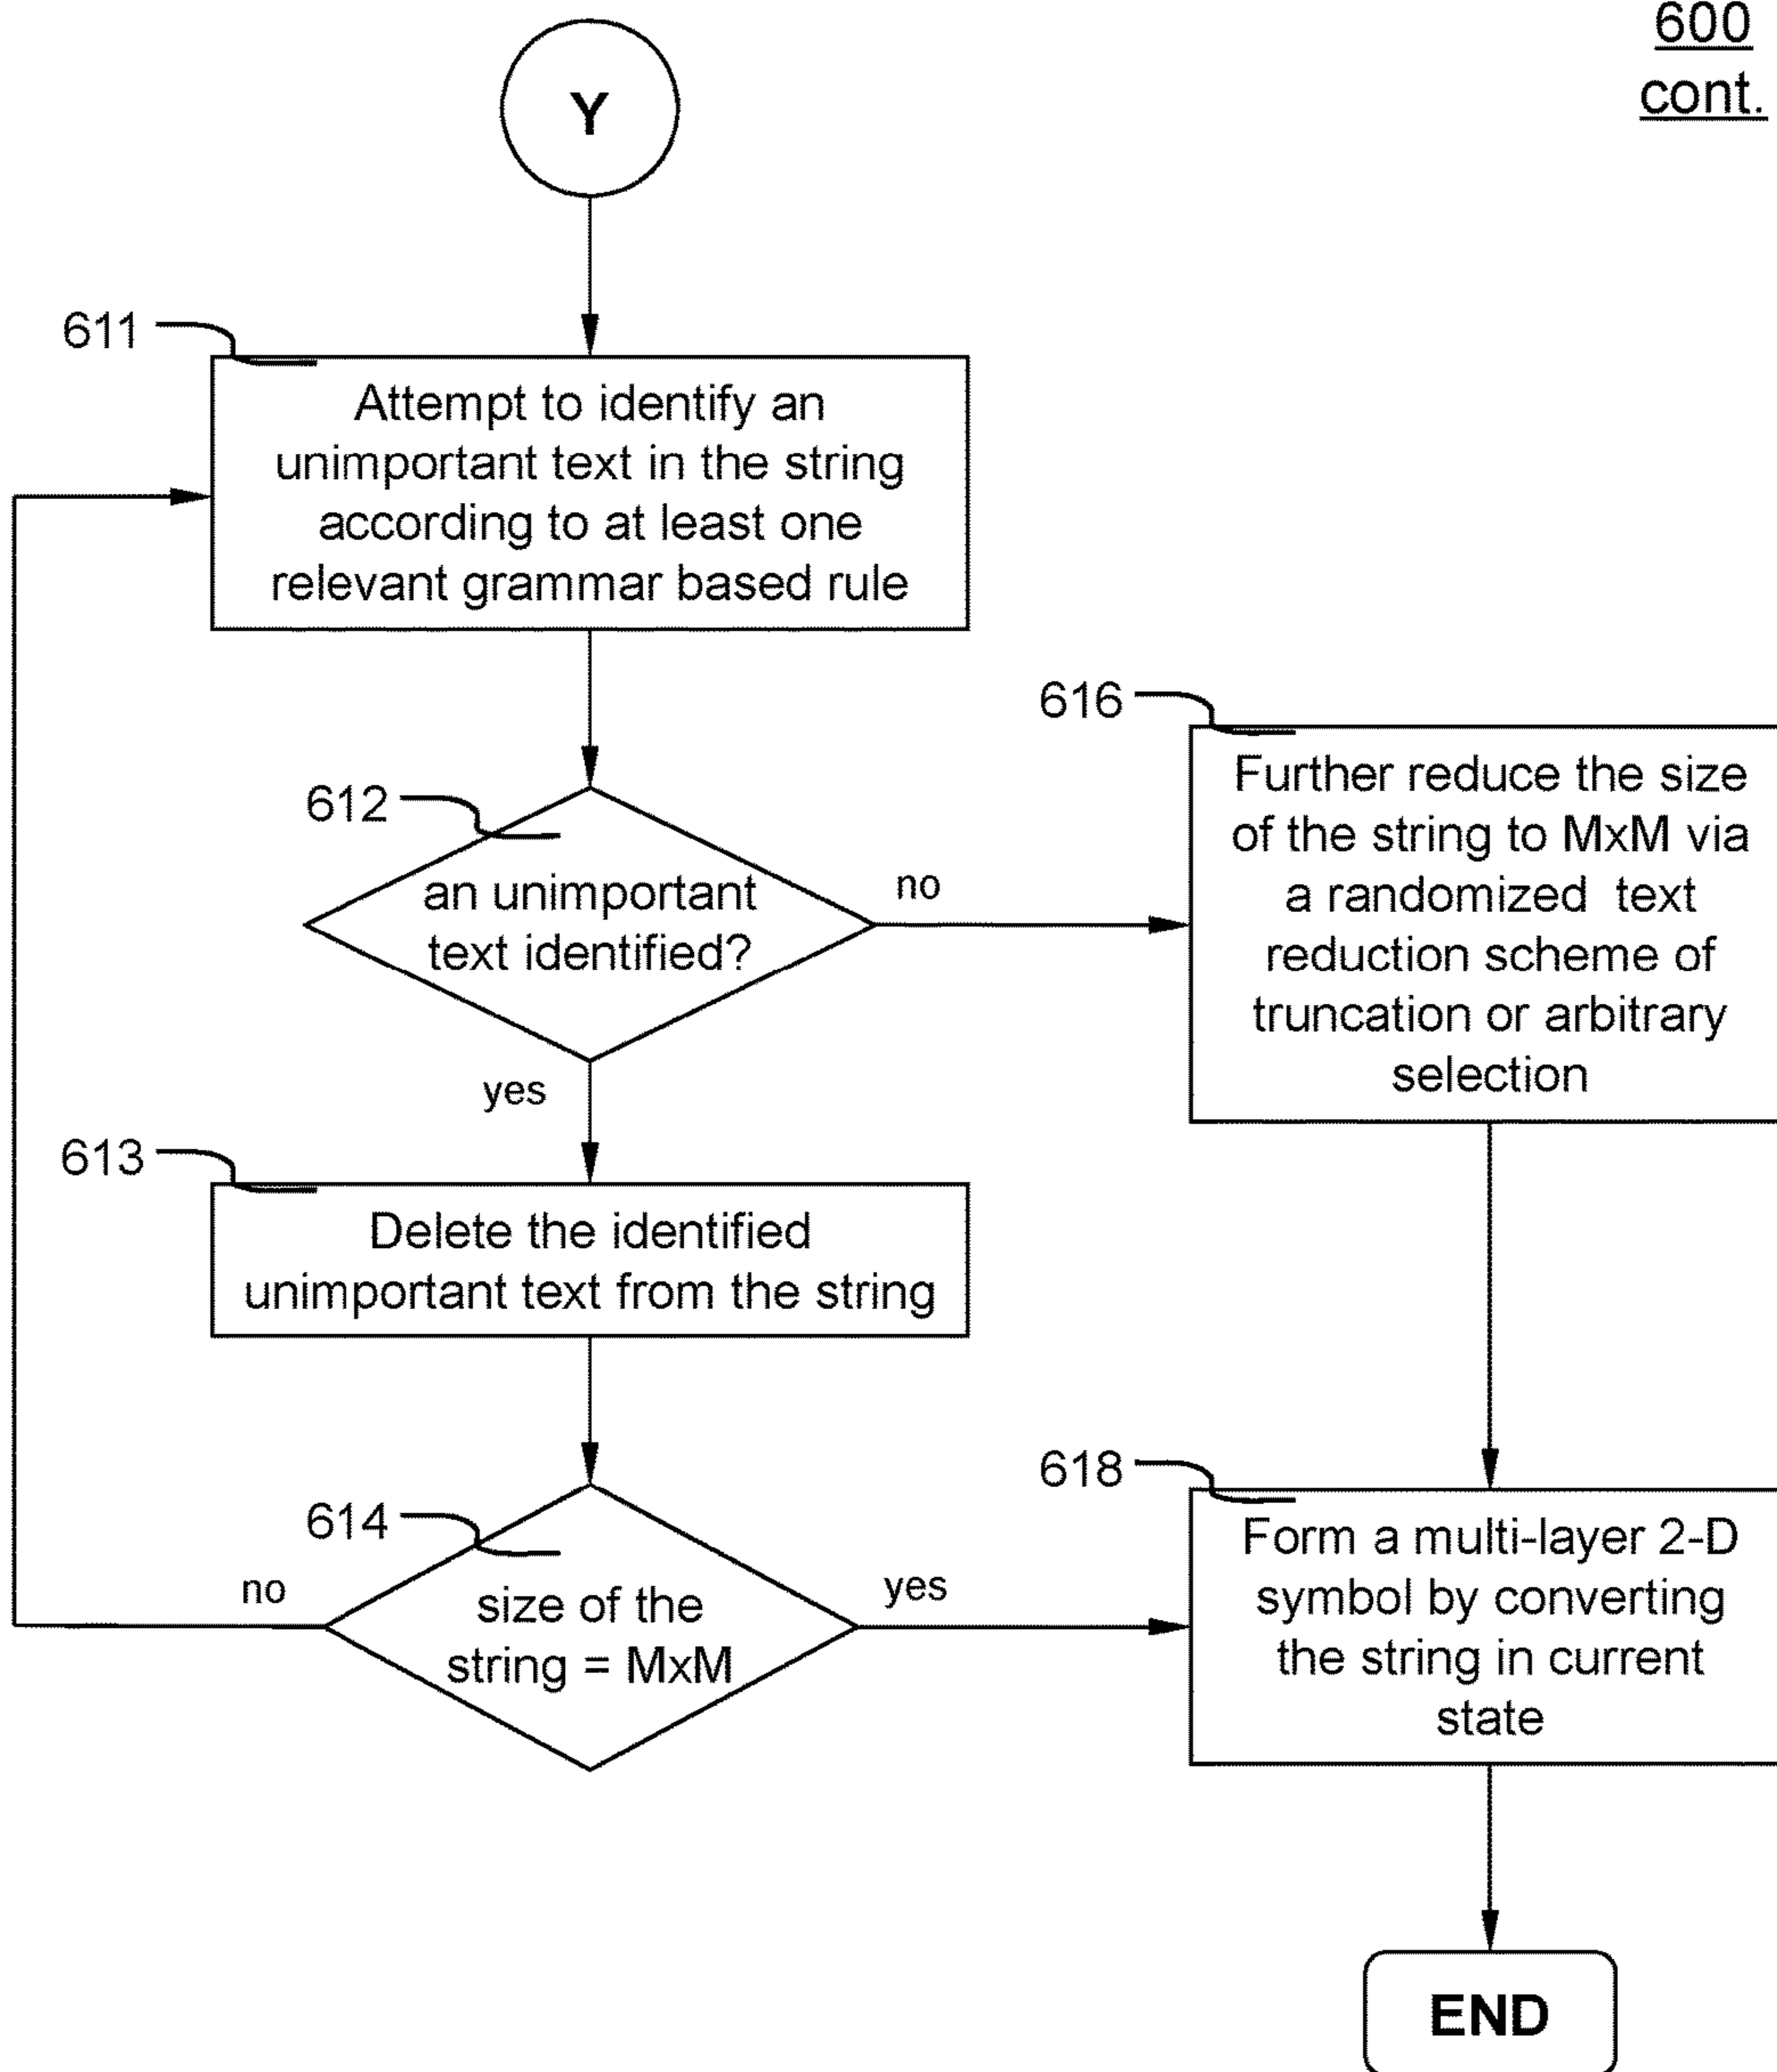 600
cont.
Y
611
Attempt to identify an
unimportant text in the string
according to at least one
relevant grammar based rule
612
an unimportant
text identified?
no
yes
616
Further reduce the size
of the string to MxM via
a randomized text
reduction scheme of
truncation or arbitrary
selection
613
Delete the identified
unimportant text from the string
614
size of the
string = MxM
no
yes
618
Form a multi-layer 2-D
symbol by converting
the string in current
state
END